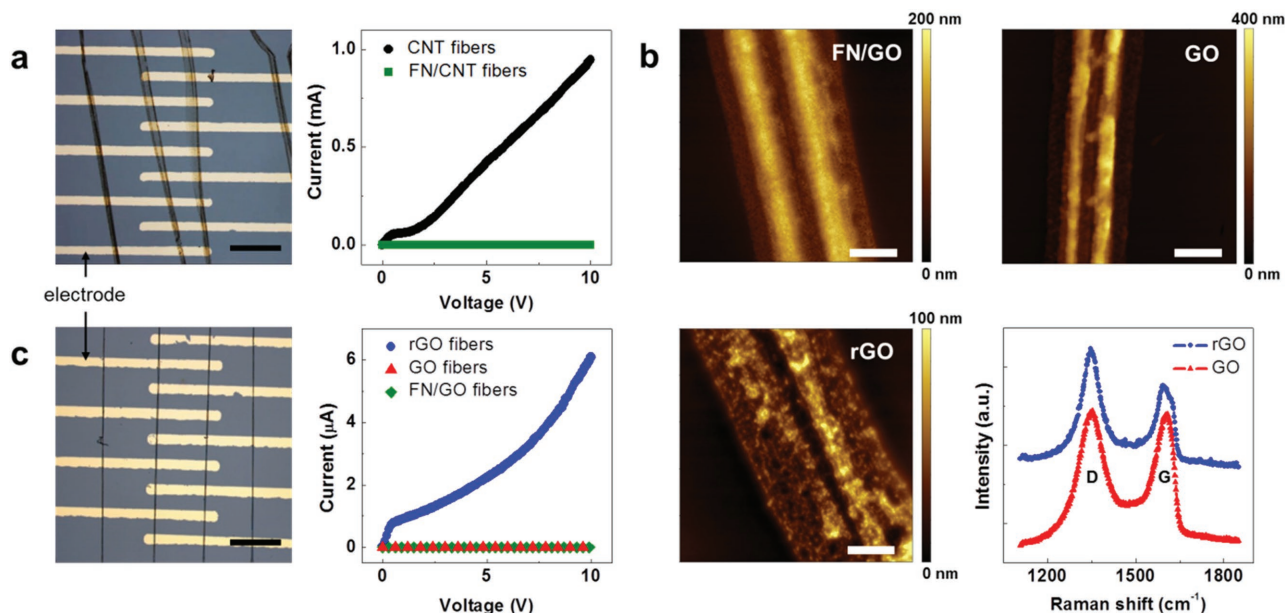 a
CNT fibers
FN/CNT fibers
1.0
0.5
0.0
Current (mA)
0
5
10
Voltage (V)
electrode
b
FN/GO
200 nm
0 nm
GO
400 nm
0 nm
c
rGO fibers
GO fibers
FN/GO fibers
6
4
2
0
Current (μA)
0
5
10
Voltage (V)
rGO
100 nm
0 nm
rGO
GO
D
G
Intensity (a.u.)
1200
1500
1800
Raman shift (cm⁻¹)